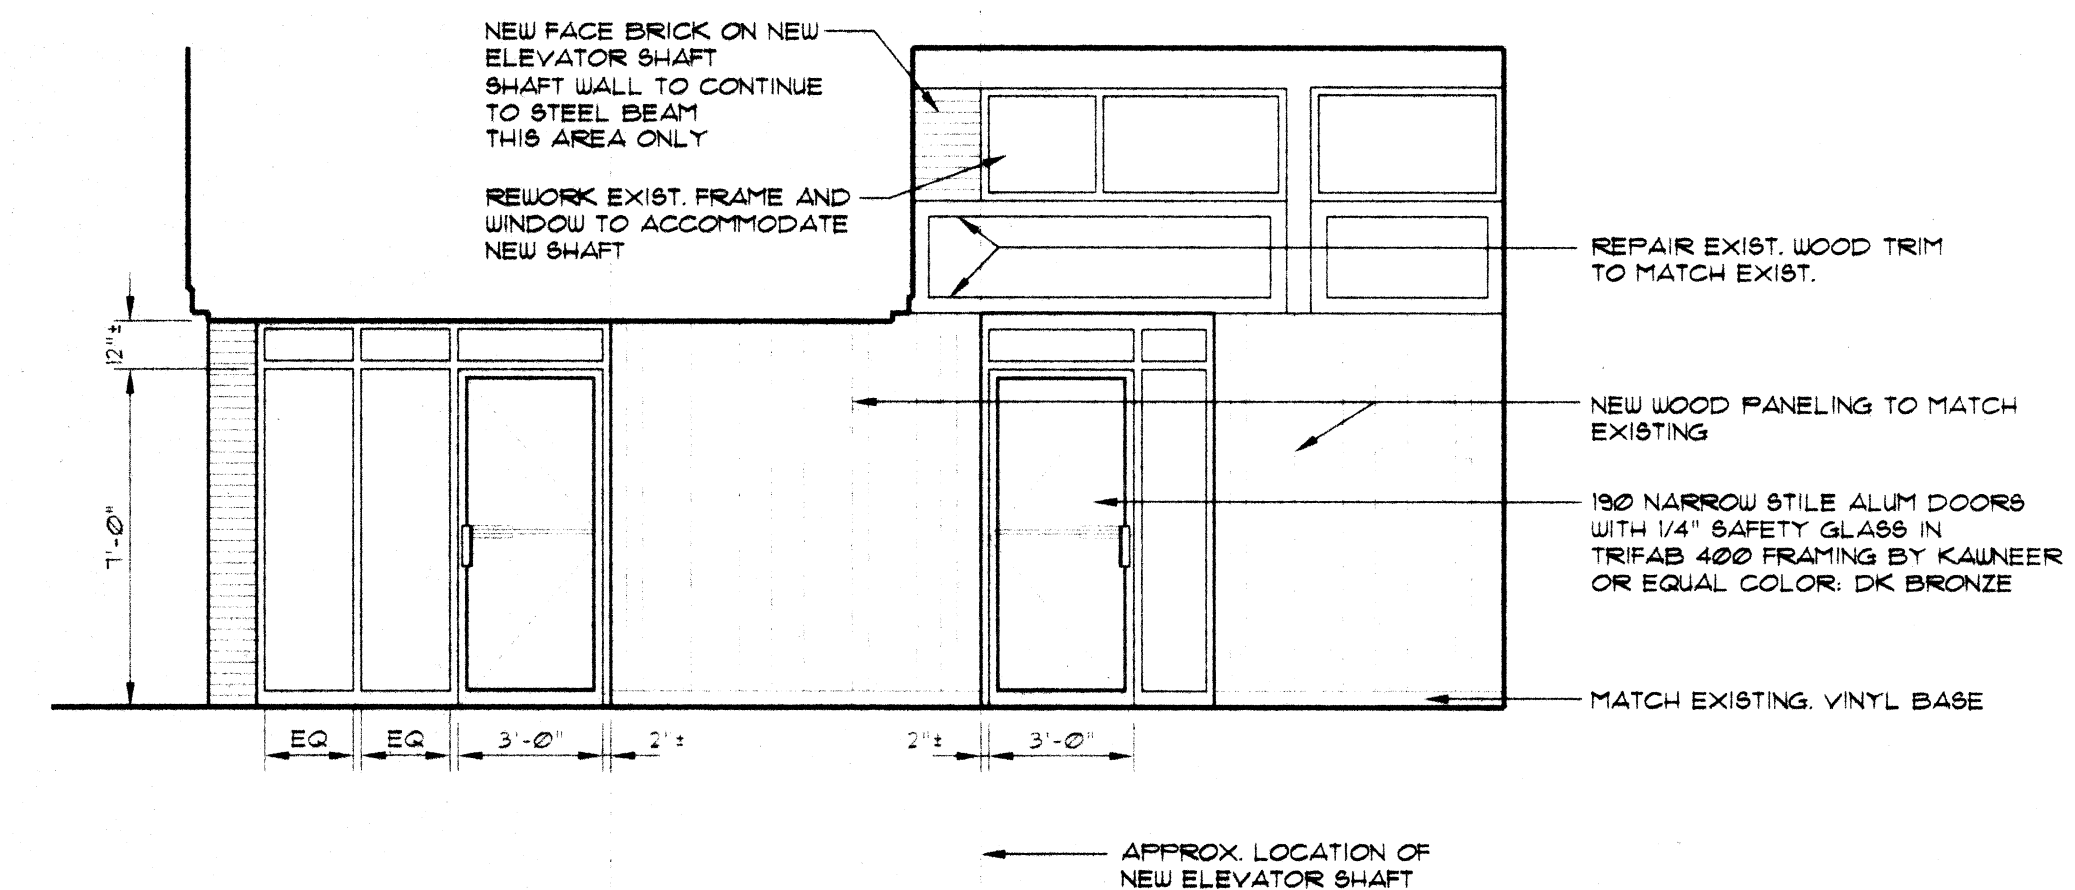 NEW FACE BRICK ON NEW
ELEVATOR SHAFT
SHAFT WALL TO CONTINUE
TO STEEL BEAM
THIS AREA ONLY
REWORK EXIST. FRAME AND
WINDOW TO ACCOMMODATE
NEW SHAFT
REPAIR EXIST. WOOD TRIM
TO MATCH EXIST.
12"±
7'-0"
NEW WOOD PANELING TO MATCH
EXISTING
190 NARROW STILE ALUM DOORS
WITH 1/4" SAFETY GLASS IN
TRIFAB 400 FRAMING BY KAWNEER
OR EQUAL COLOR: DK BRONZE
MATCH EXISTING. VINYL BASE
EQ EQ 3'-0" 2'± 2"± 3'-0"
APPROX. LOCATION OF
NEW ELEVATOR SHAFT